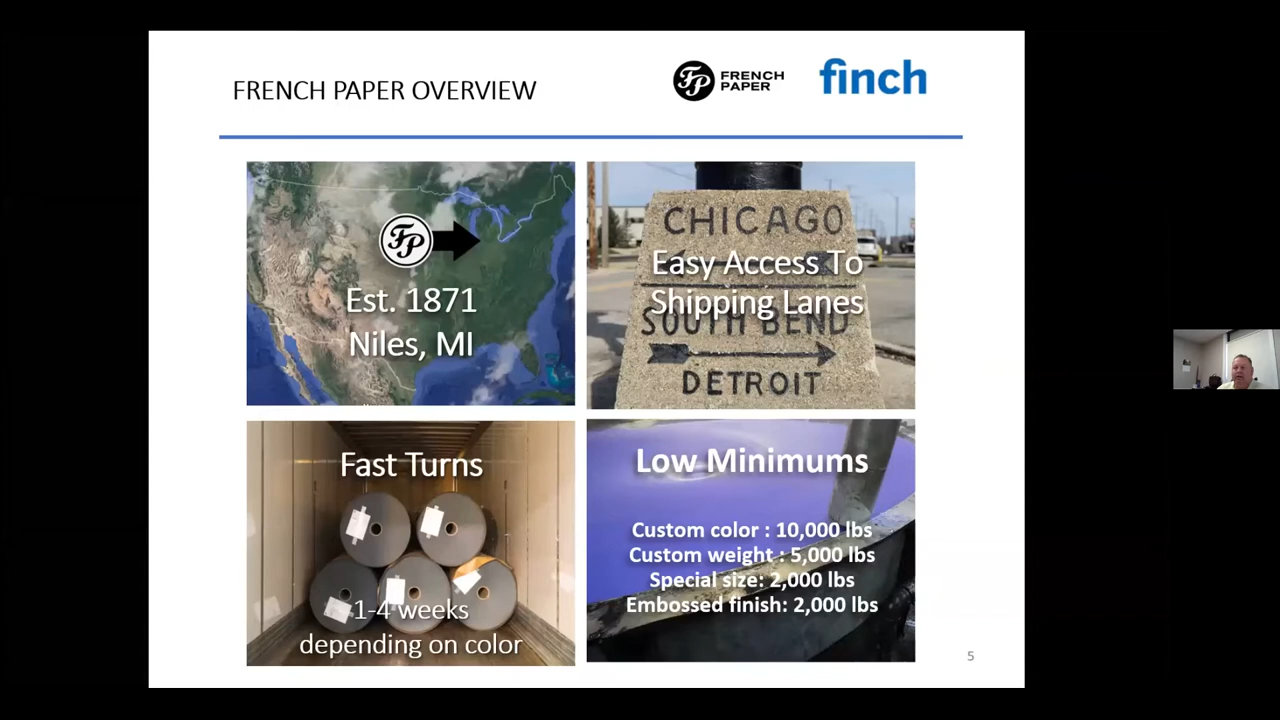 FRENCH PAPER OVERVIEW
FP FRENCH
PAPER
finch
FP
Est. 1871
Niles, MI
CHICAGO
Easy Access To
Shipping Lanes
SOUTH BEND
DETROIT
Fast Turns
1-4 weeks
depending on color
Low Minimums
Custom color : 10,000 lbs
Custom weight : 5,000 lbs
Special size: 2,000 lbs
Embossed finish: 2,000 lbs
5